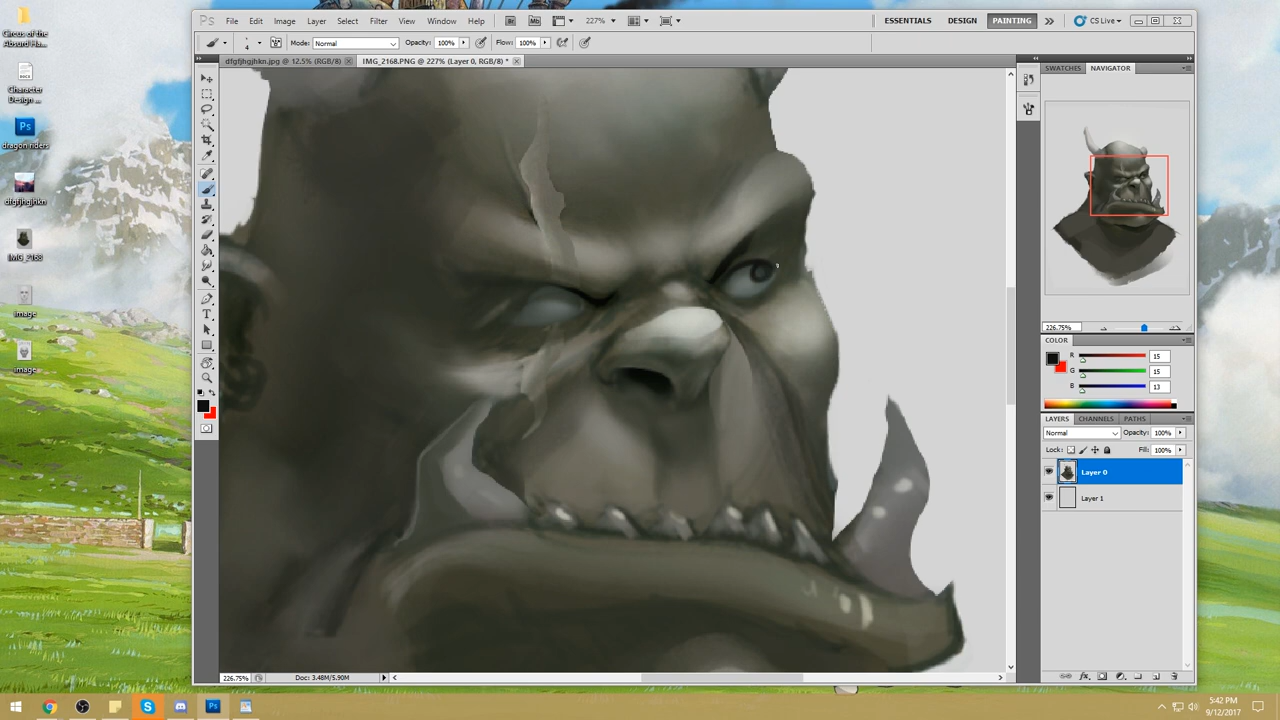 Circus of the
Absurd Ha...
Character
Design ...
dragon riders
dfgfjhgjhkn
IMG_2168
image
image
Ps File Edit Image Layer Select Filter View Window Help Br Mb 227% ESSENTIALS DESIGN PAINTING CS Live
4 Mode: Normal Opacity: 100% Flow: 100%
dfgfjhgjhkn.jpg @ 12.5% (RGB/8) IMG_2168.PNG @ 227% (Layer 0, RGB/8) *
SWATCHES NAVIGATOR
226.75%
COLOR
R 15
G 15
B 13
LAYERS CHANNELS PATHS
Normal Opacity: 100%
Lock: Fill: 100%
Layer 0
Layer 1
226.75% Doc: 3.48M/5.90M
5:42 PM
9/12/2017